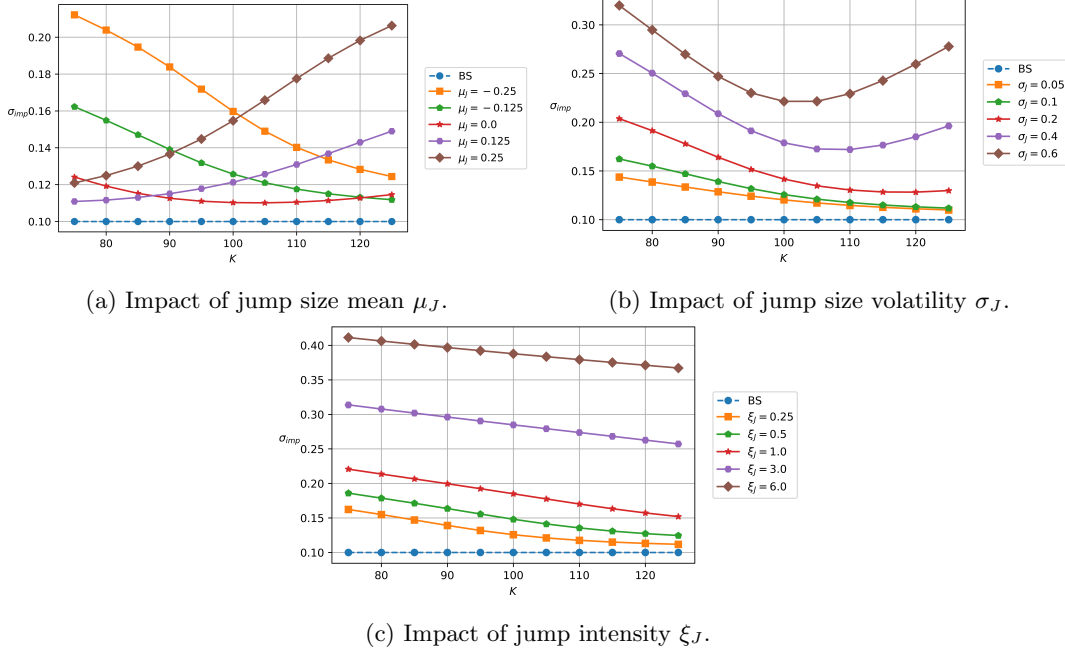 0.20
0.18
0.16
σimp
0.14
0.12
0.10
80 90 100 110 120
K
BS
μJ = −0.25
μJ = −0.125
μJ = 0.0
μJ = 0.125
μJ = 0.25
(a) Impact of jump size mean μJ.
0.30
0.25
σimp
0.20
0.15
0.10
80 90 100 110 120
K
BS
σJ = 0.05
σJ = 0.1
σJ = 0.2
σJ = 0.4
σJ = 0.6
(b) Impact of jump size volatility σJ.
0.40
0.35
0.30
σimp
0.25
0.20
0.15
0.10
80 90 100 110 120
K
BS
ξJ = 0.25
ξJ = 0.5
ξJ = 1.0
ξJ = 3.0
ξJ = 6.0
(c) Impact of jump intensity ξJ.